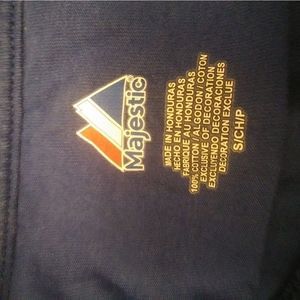 Majestic®
MADE IN HONDURAS
HECHO EN HONDURAS
FABRIQUE AU HONDURAS
100% COTTON / ALGODON / COTON
EXCLUSIVE OF DECORATION
EXCLUYENDO DECORACIONES
DECORATION EXCLUE
S/CH/P